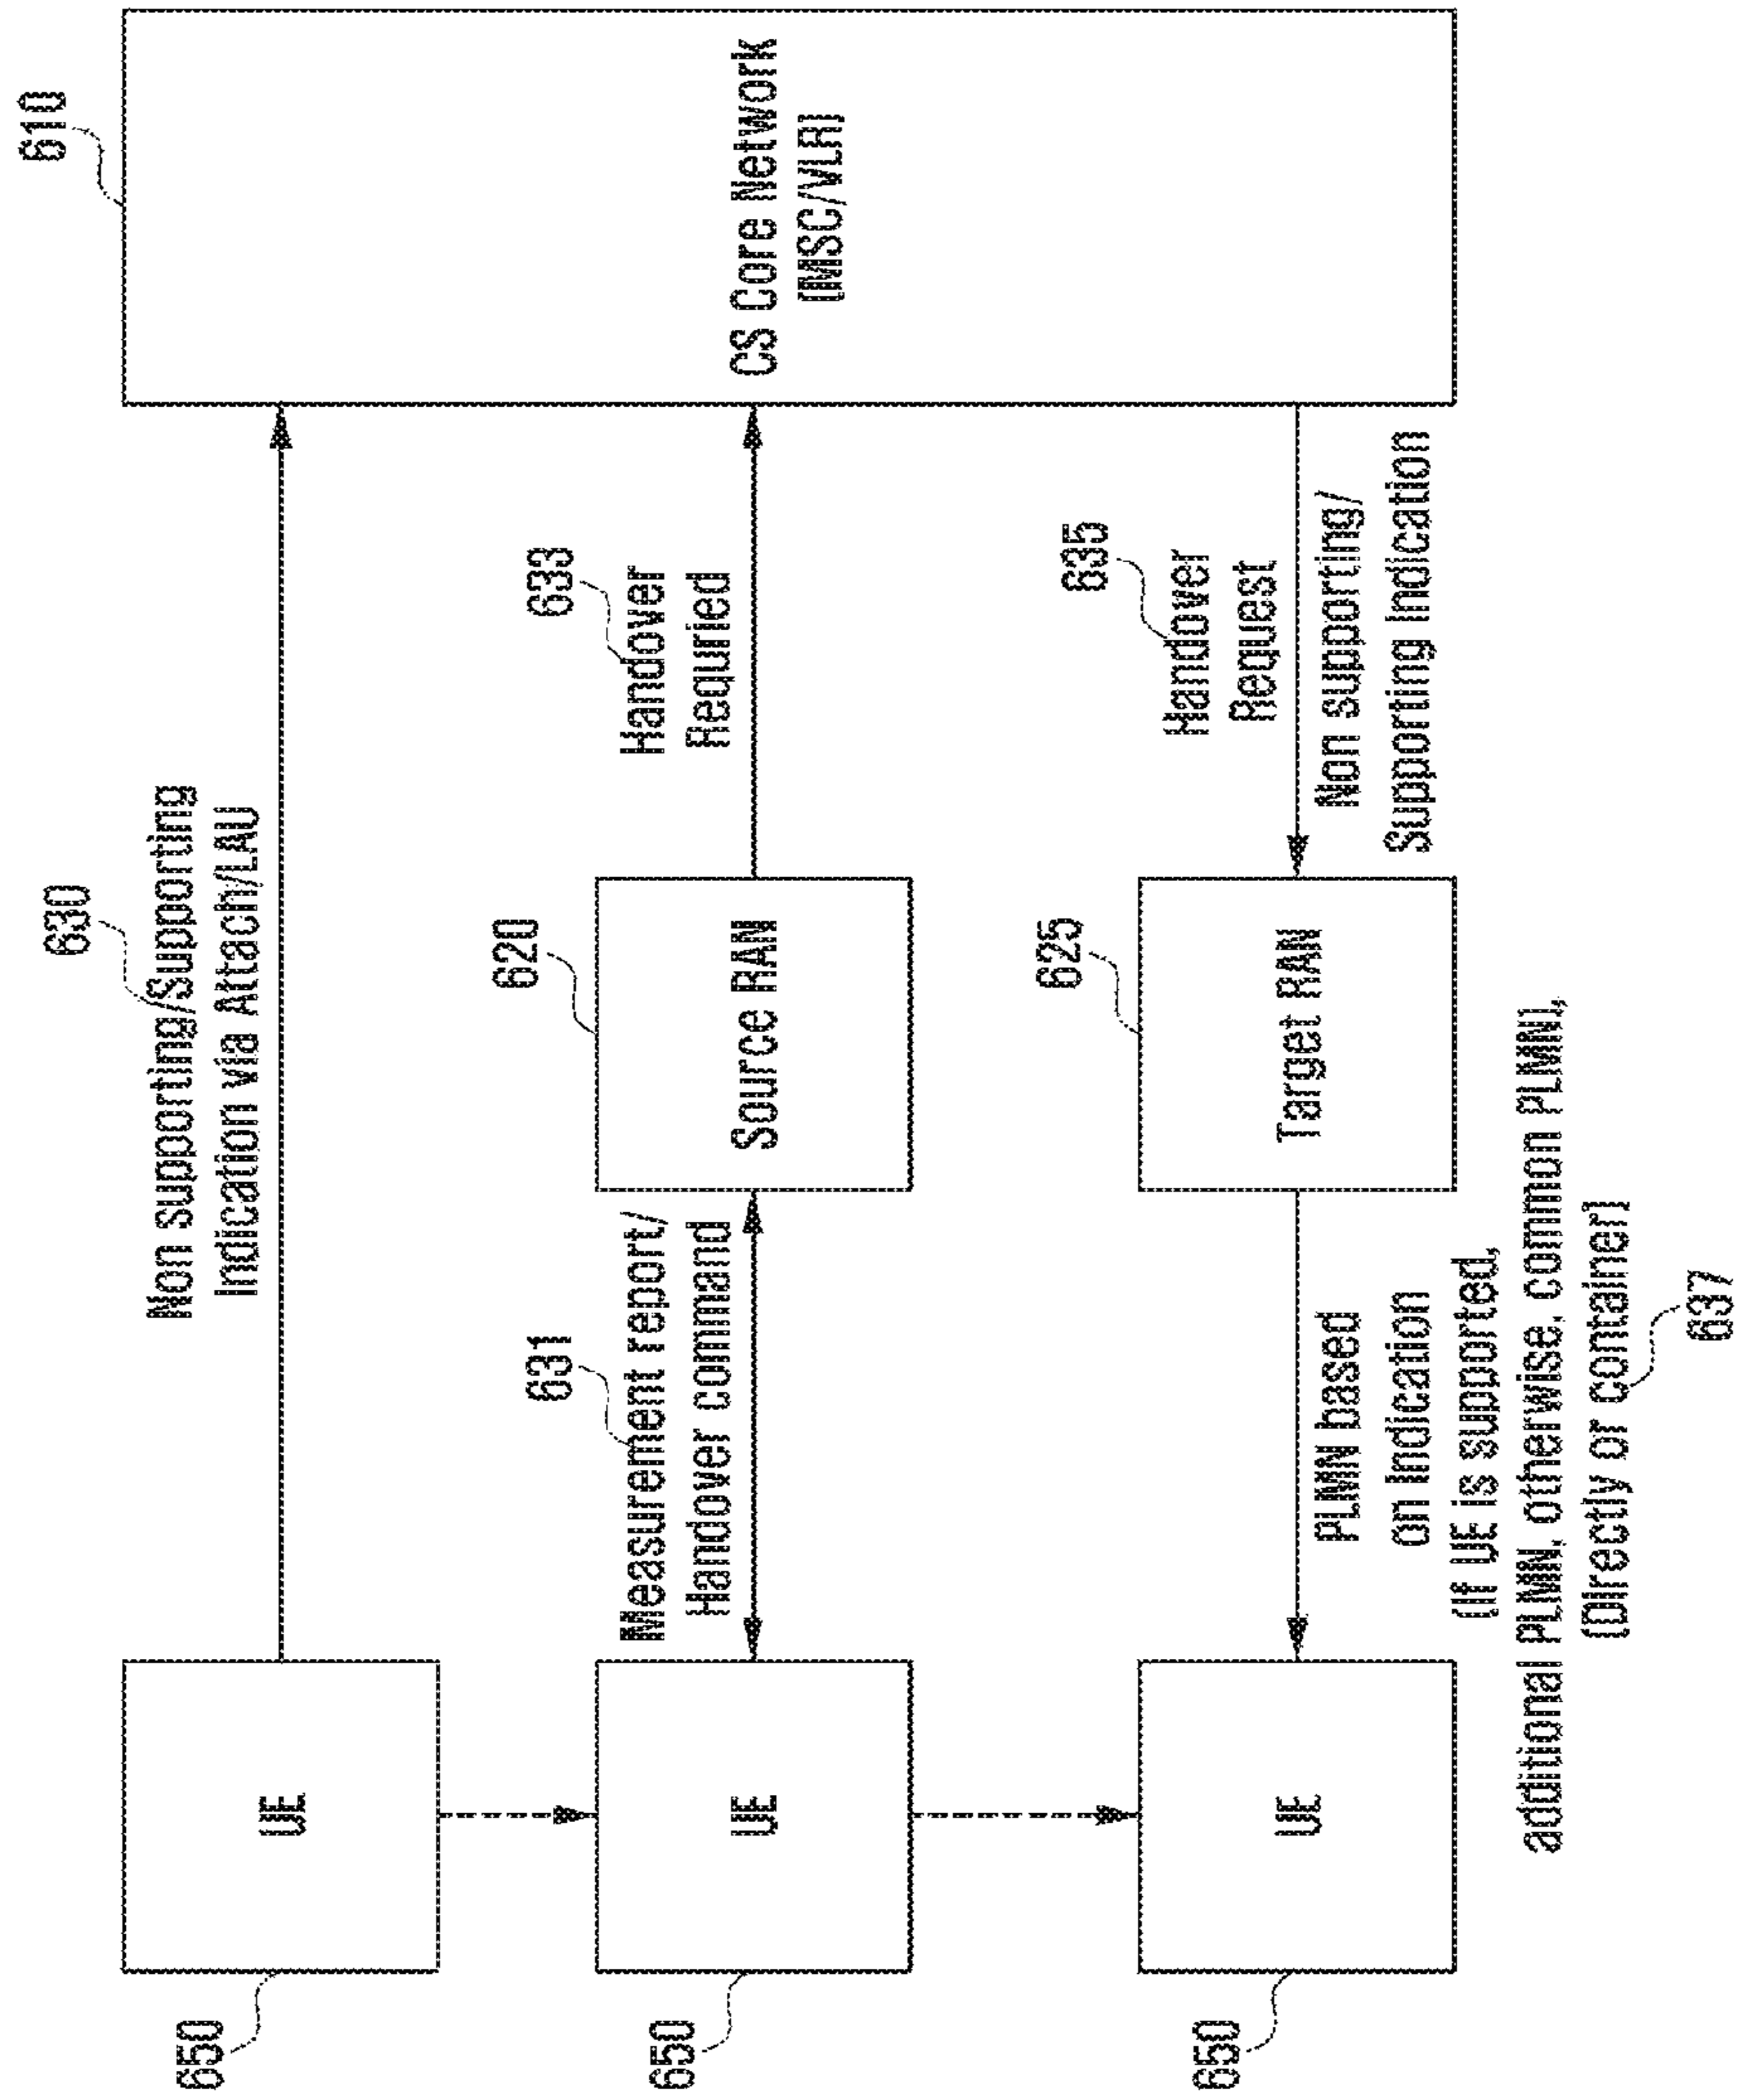 610
CS Core Network
(MSC/VLR)
630
Non supporting/Supporting
Indication via Attach/LAU
UE
650
631
Measurement report/
Handover command
620
Source RAN
633
Handover
Requried
UE
650
635
Handover
Request
Non supporting/
Supporting Indication
625
Target RAN
PLMN based
on Indication
(If UE is supported,
additional PLMN, otherwise, common PLMN),
(Directly or container)
637
UE
650